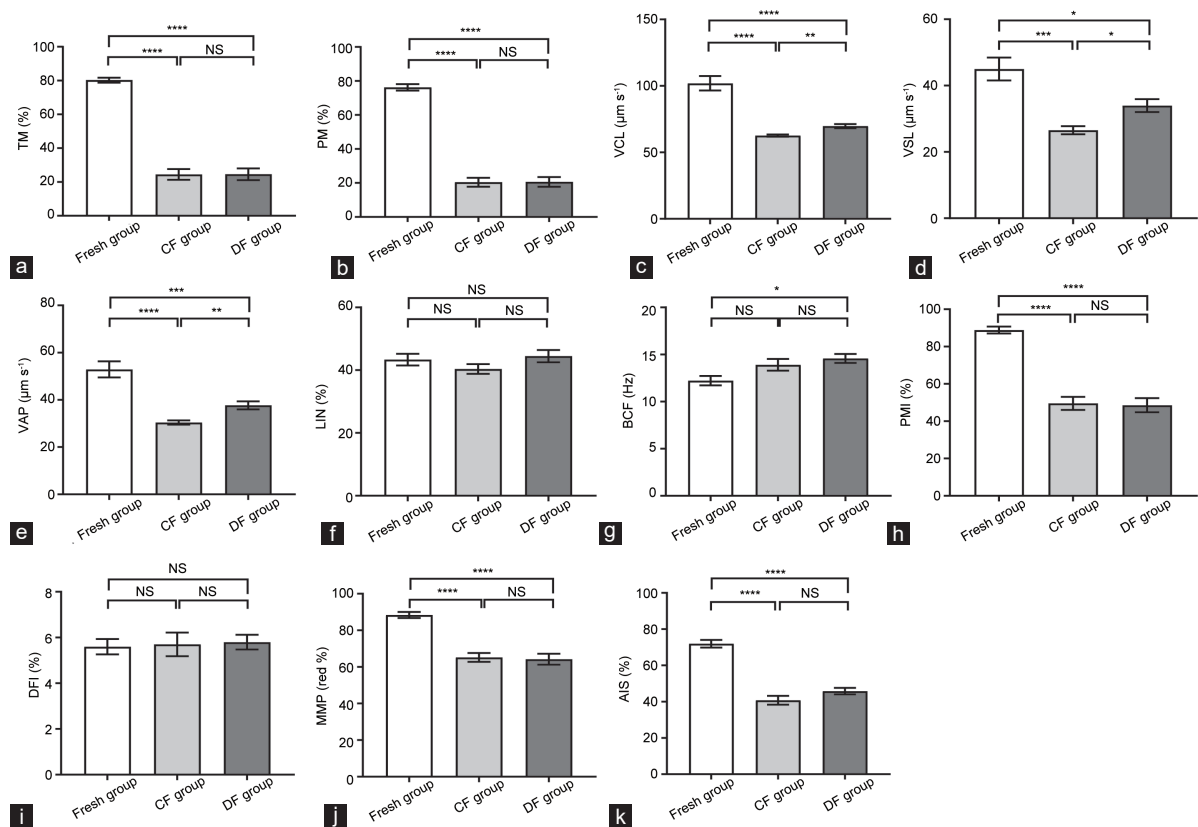 ****
****
NS
100
80
60
40
20
0
TM (%)
Fresh group
CF group
DF group
a
****
****
NS
100
80
60
40
20
0
PM (%)
Fresh group
CF group
DF group
b
****
****
**
150
100
50
0
VCL (µm s⁻¹)
Fresh group
CF group
DF group
c
*
***
*
60
40
20
0
VSL (µm s⁻¹)
Fresh group
CF group
DF group
d
***
****
**
80
60
40
20
0
VAP (µm s⁻¹)
Fresh group
CF group
DF group
e
NS
NS
NS
60
40
20
0
LIN (%)
Fresh group
CF group
DF group
f
*
NS
NS
20
15
10
5
0
BCF (Hz)
Fresh group
CF group
DF group
g
****
****
NS
100
80
60
40
20
0
PMI (%)
Fresh group
CF group
DF group
h
NS
NS
NS
8
6
4
2
0
DFI (%)
Fresh group
CF group
DF group
i
****
****
NS
100
80
60
40
20
0
MMP (red %)
Fresh group
CF group
DF group
j
****
****
NS
100
80
60
40
20
0
AIS (%)
Fresh group
CF group
DF group
k